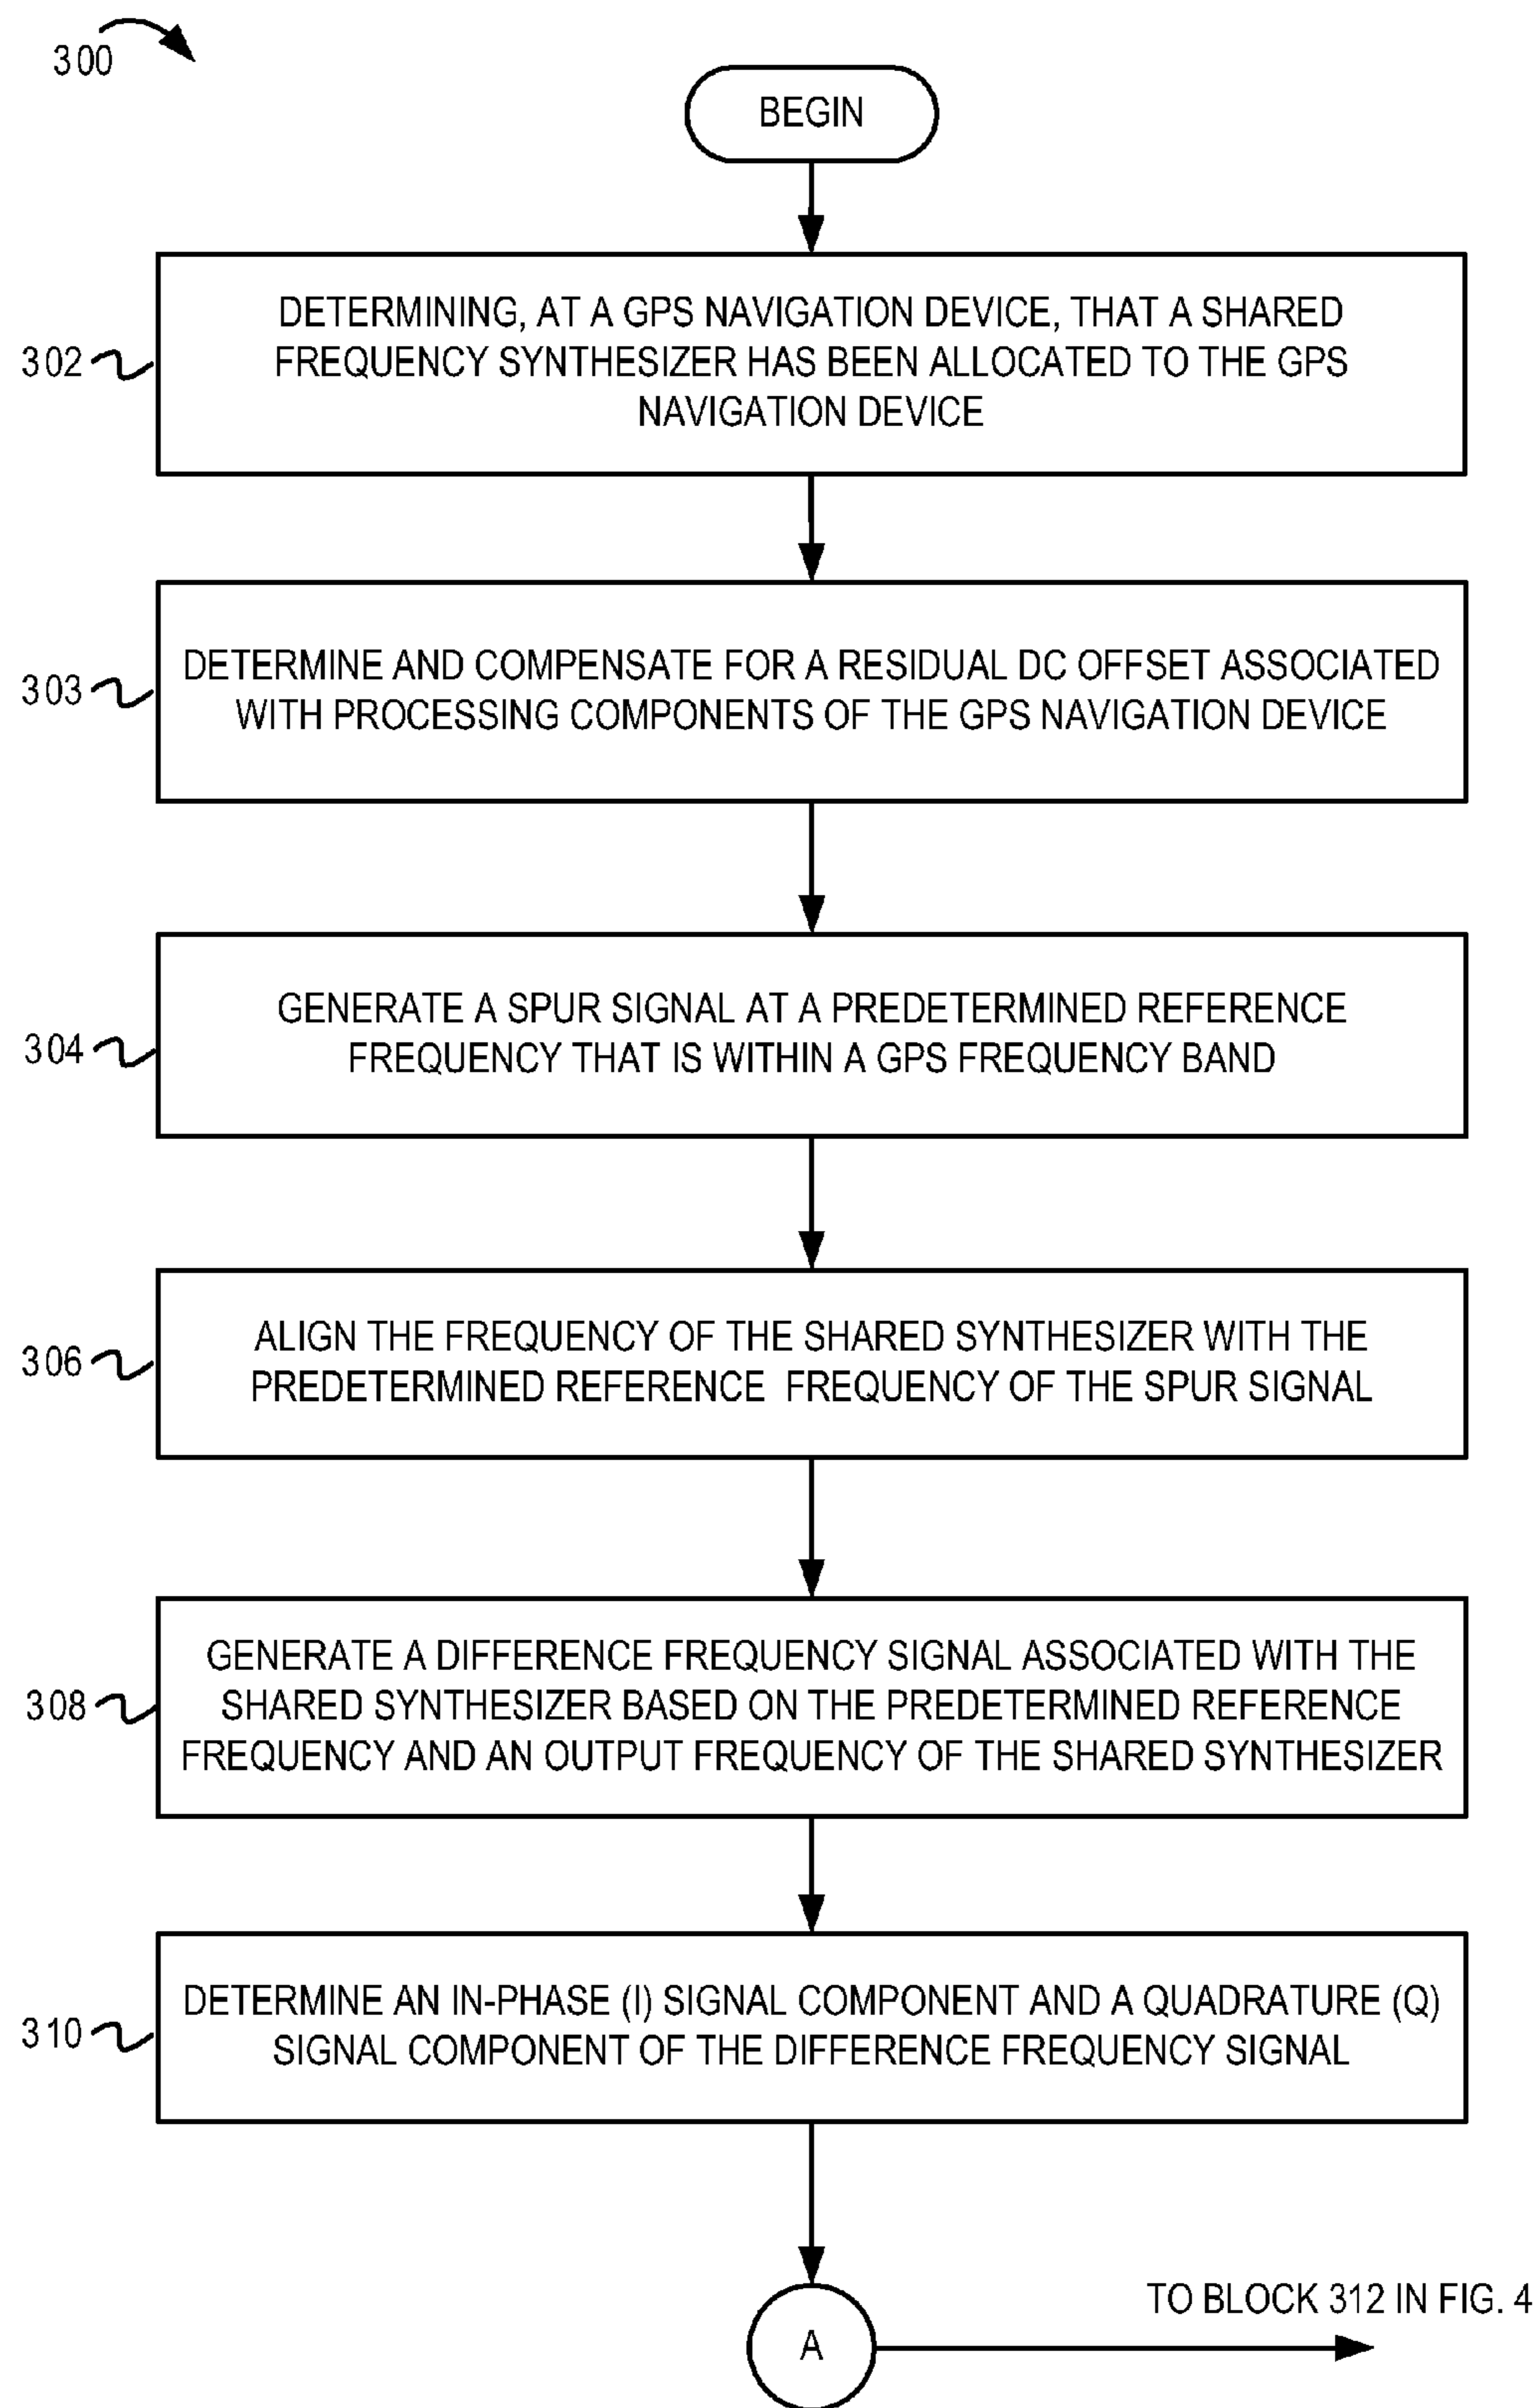 300
BEGIN
302
DETERMINING, AT A GPS NAVIGATION DEVICE, THAT A SHARED
FREQUENCY SYNTHESIZER HAS BEEN ALLOCATED TO THE GPS
NAVIGATION DEVICE
303
DETERMINE AND COMPENSATE FOR A RESIDUAL DC OFFSET ASSOCIATED
WITH PROCESSING COMPONENTS OF THE GPS NAVIGATION DEVICE
304
GENERATE A SPUR SIGNAL AT A PREDETERMINED REFERENCE
FREQUENCY THAT IS WITHIN A GPS FREQUENCY BAND
306
ALIGN THE FREQUENCY OF THE SHARED SYNTHESIZER WITH THE
PREDETERMINED REFERENCE FREQUENCY OF THE SPUR SIGNAL
308
GENERATE A DIFFERENCE FREQUENCY SIGNAL ASSOCIATED WITH THE
SHARED SYNTHESIZER BASED ON THE PREDETERMINED REFERENCE
FREQUENCY AND AN OUTPUT FREQUENCY OF THE SHARED SYNTHESIZER
310
DETERMINE AN IN-PHASE (I) SIGNAL COMPONENT AND A QUADRATURE (Q)
SIGNAL COMPONENT OF THE DIFFERENCE FREQUENCY SIGNAL
TO BLOCK 312 IN FIG. 4
A